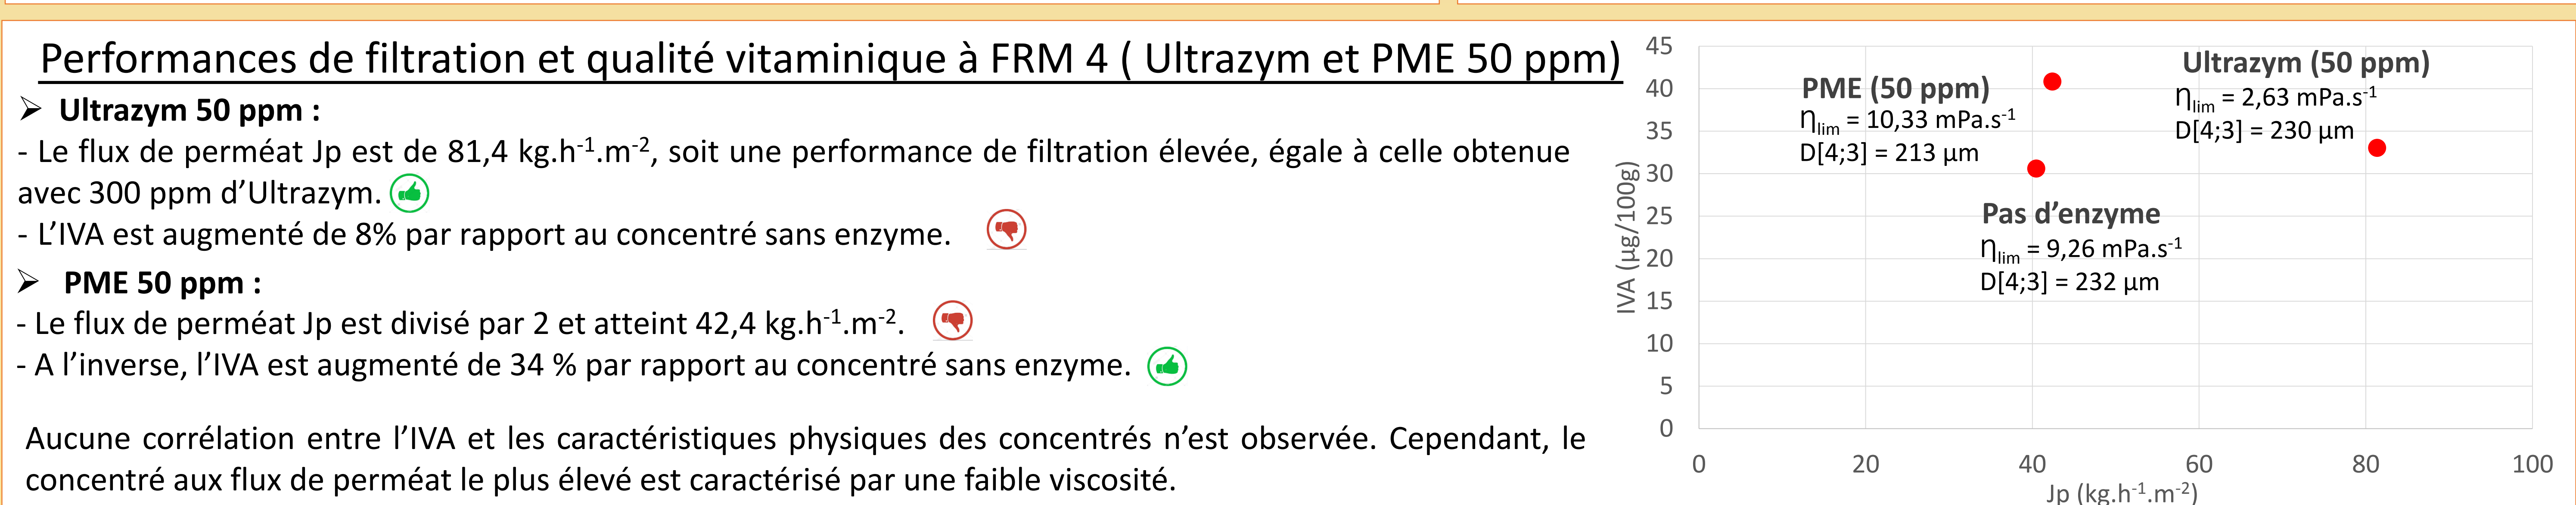 Performances de filtration et qualité vitaminique à FRM 4 ( Ultrazym et PME 50 ppm)
➢ Ultrazym 50 ppm :
- Le flux de perméat Jp est de 81,4 kg.h⁻¹.m⁻², soit une performance de filtration élevée, égale à celle obtenue
avec 300 ppm d’Ultrazym.
- L’IVA est augmenté de 8% par rapport au concentré sans enzyme.
➢ PME 50 ppm :
- Le flux de perméat Jp est divisé par 2 et atteint 42,4 kg.h⁻¹.m⁻².
- A l’inverse, l’IVA est augmenté de 34 % par rapport au concentré sans enzyme.
Aucune corrélation entre l’IVA et les caractéristiques physiques des concentrés n’est observée. Cependant, le
concentré aux flux de perméat le plus élevé est caractérisé par une faible viscosité.
IVA (µg/100g)
45
40
35
30
25
20
15
10
5
0
PME (50 ppm)
Ƞlim = 10,33 mPa.s⁻¹
D[4;3] = 213 µm
Ultrazym (50 ppm)
Ƞlim = 2,63 mPa.s⁻¹
D[4;3] = 230 µm
Pas d’enzyme
Ƞlim = 9,26 mPa.s⁻¹
D[4;3] = 232 µm
0 20 40 60 80 100
Jp (kg.h⁻¹.m⁻²)